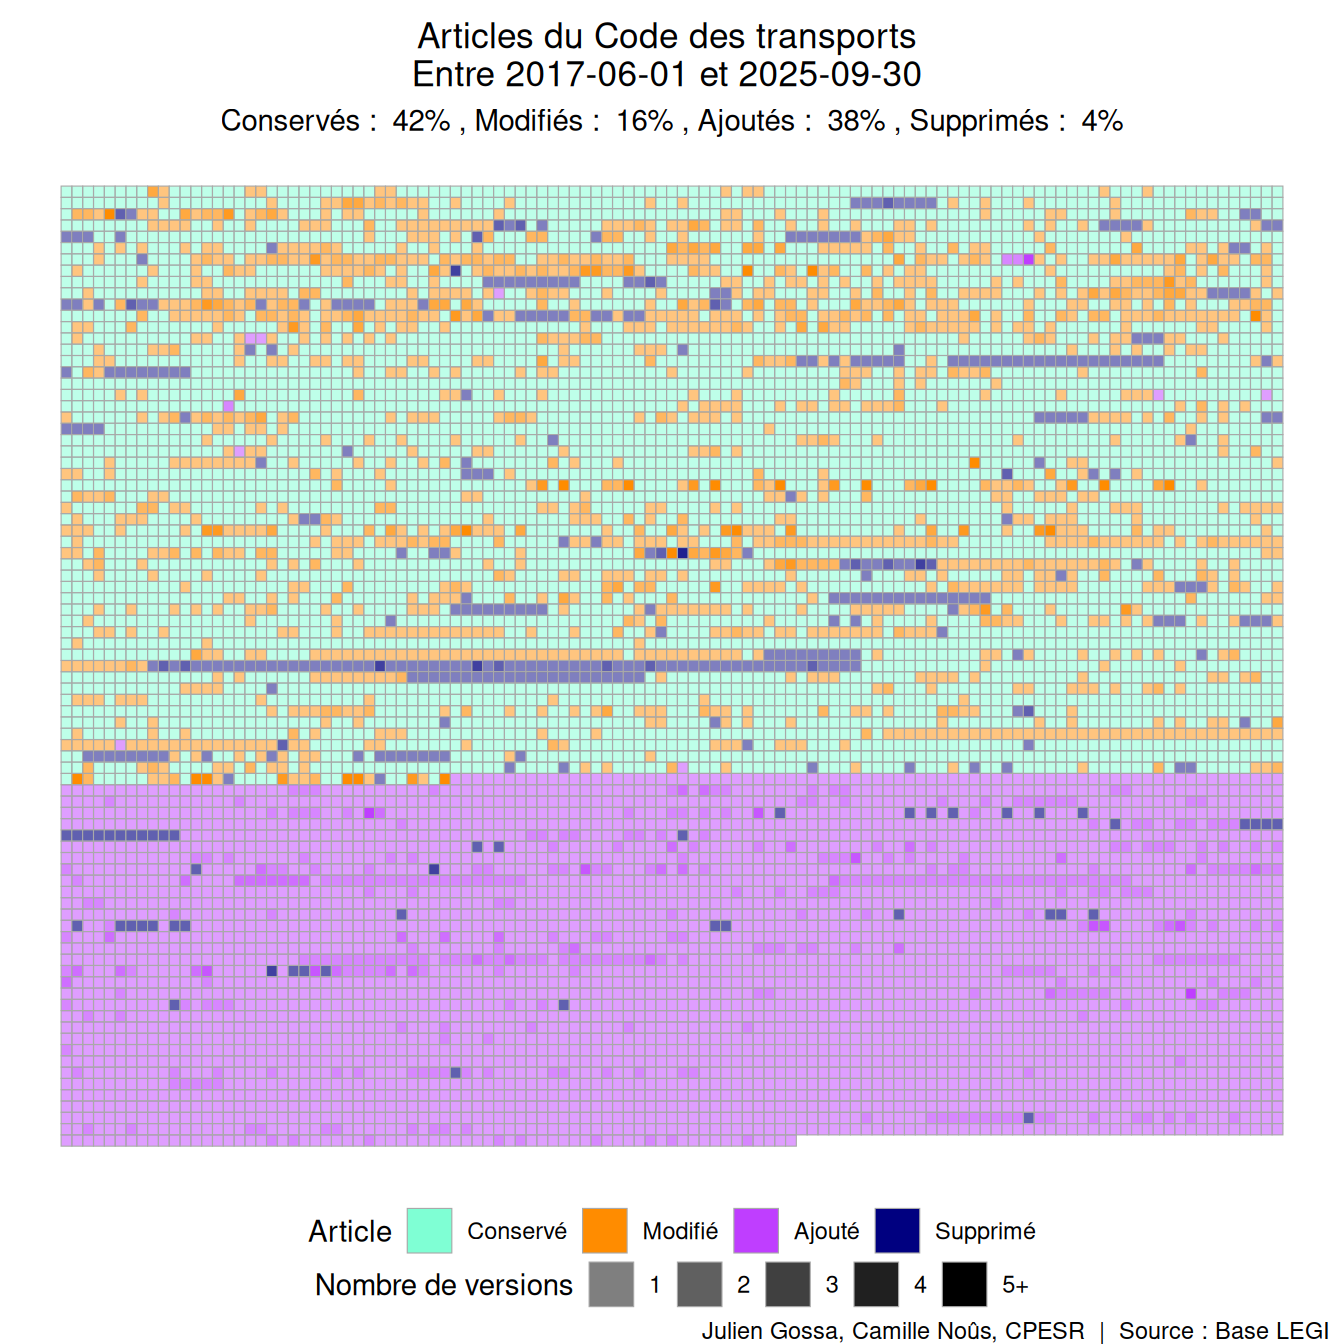 Articles du Code des transports
Entre 2017-06-01 et 2025-09-30
Conservés :  42% , Modifiés :  16% , Ajoutés :  38% , Supprimés :  4%
Article Conservé Modifié Ajouté Supprimé
Nombre de versions 1 2 3 4 5+
Julien Gossa, Camille Noûs, CPESR | Source : Base LEGI